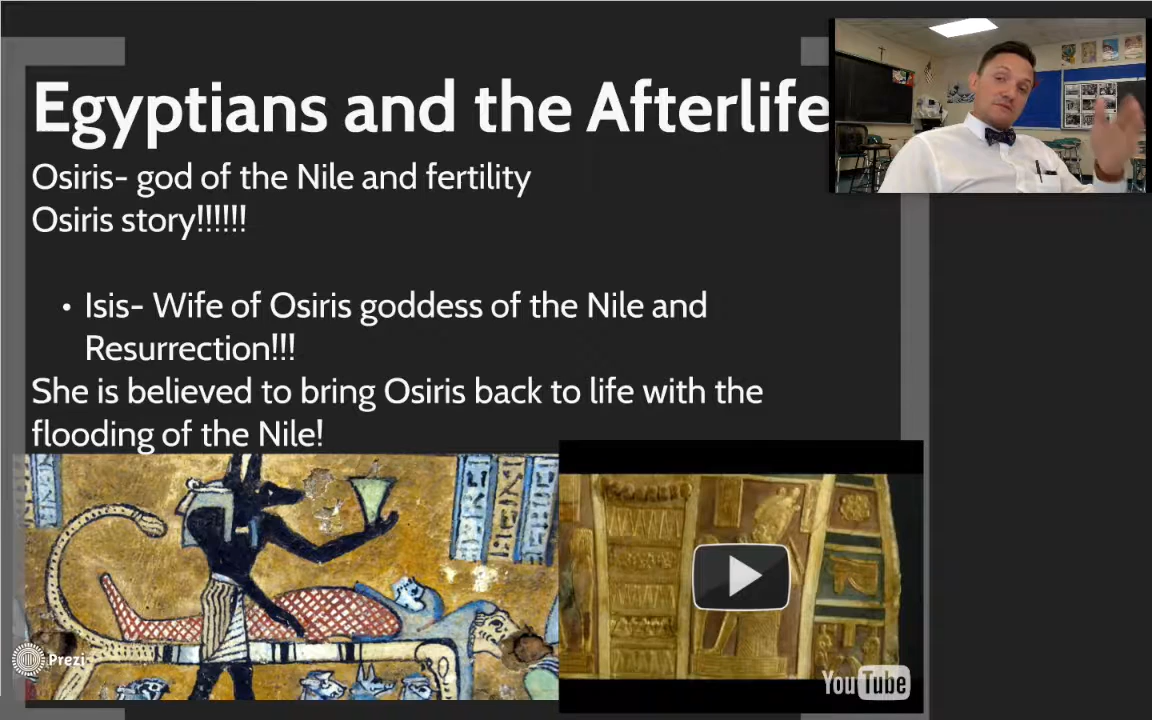 Egyptians and the Afterlife
Osiris- god of the Nile and fertility
Osiris story!!!!!!
• Isis- Wife of Osiris goddess of the Nile and
Resurrection!!!
She is believed to bring Osiris back to life with the
flooding of the Nile!
Prezi
YouTube